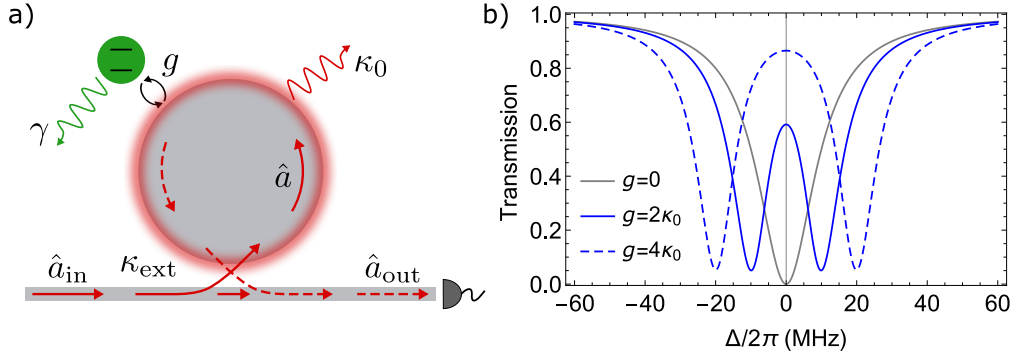 a)
g
κ0
γ
â
âin
κext
âout
b)
1.0
0.8
0.6
0.4
0.2
0.0
Transmission
g=0
g=2κ0
g=4κ0
−60 −40 −20 0 20 40 60
Δ/2π (MHz)